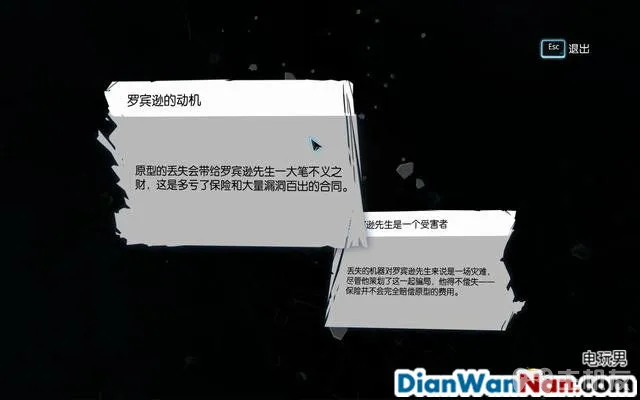 Esc 退出
罗宾逊的动机
原型的丢失会带给罗宾逊先生一大笔不义之
财，这是多亏了保险和大量漏洞百出的合同。
逊先生是一个受害者
丢失的机器对罗宾逊先生来说是一场灾难，
尽管他策划了这一起骗局，他得不偿失——
保险并不会完全赔偿原型的费用。
电玩男
DianWanNan.com